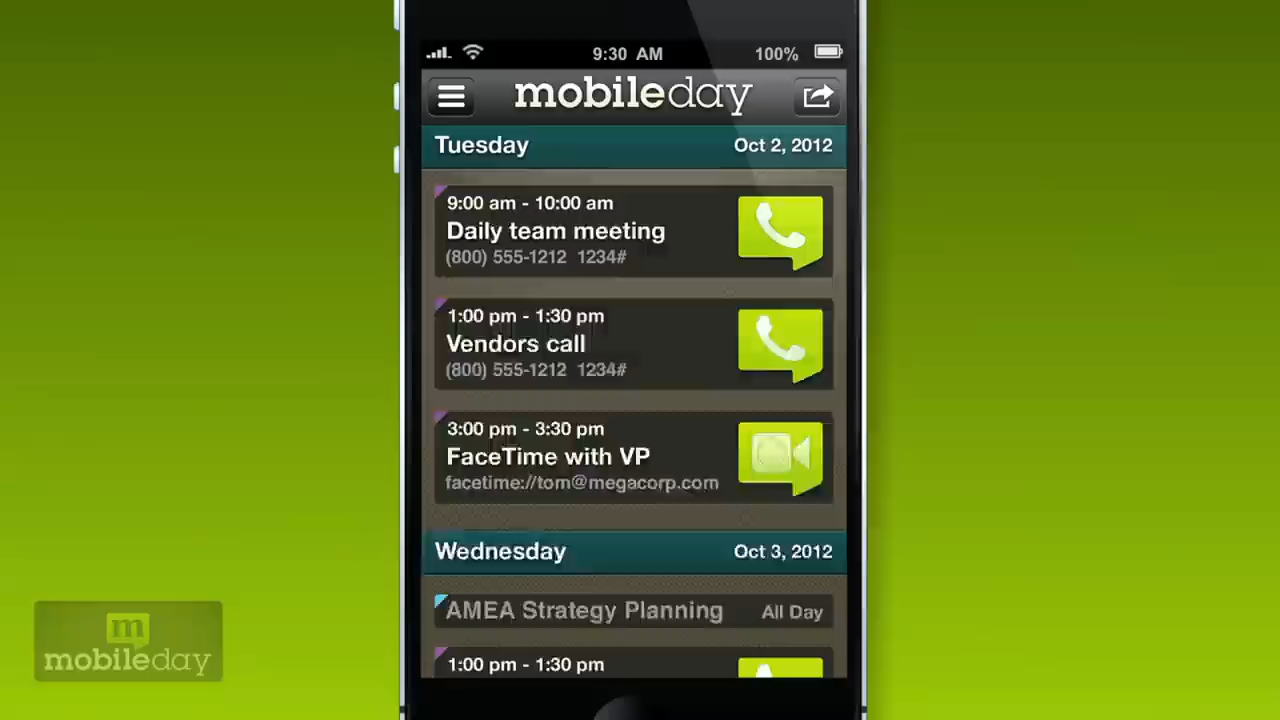 9:30 AM 100%
mobileday
Tuesday Oct 2, 2012
9:00 am - 10:00 am
Daily team meeting
(800) 555-1212 1234#
1:00 pm - 1:30 pm
Vendors call
(800) 555-1212 1234#
3:00 pm - 3:30 pm
FaceTime with VP
facetime://tom@megacorp.com
Wednesday Oct 3, 2012
AMEA Strategy Planning All Day
1:00 pm - 1:30 pm
m
mobileday